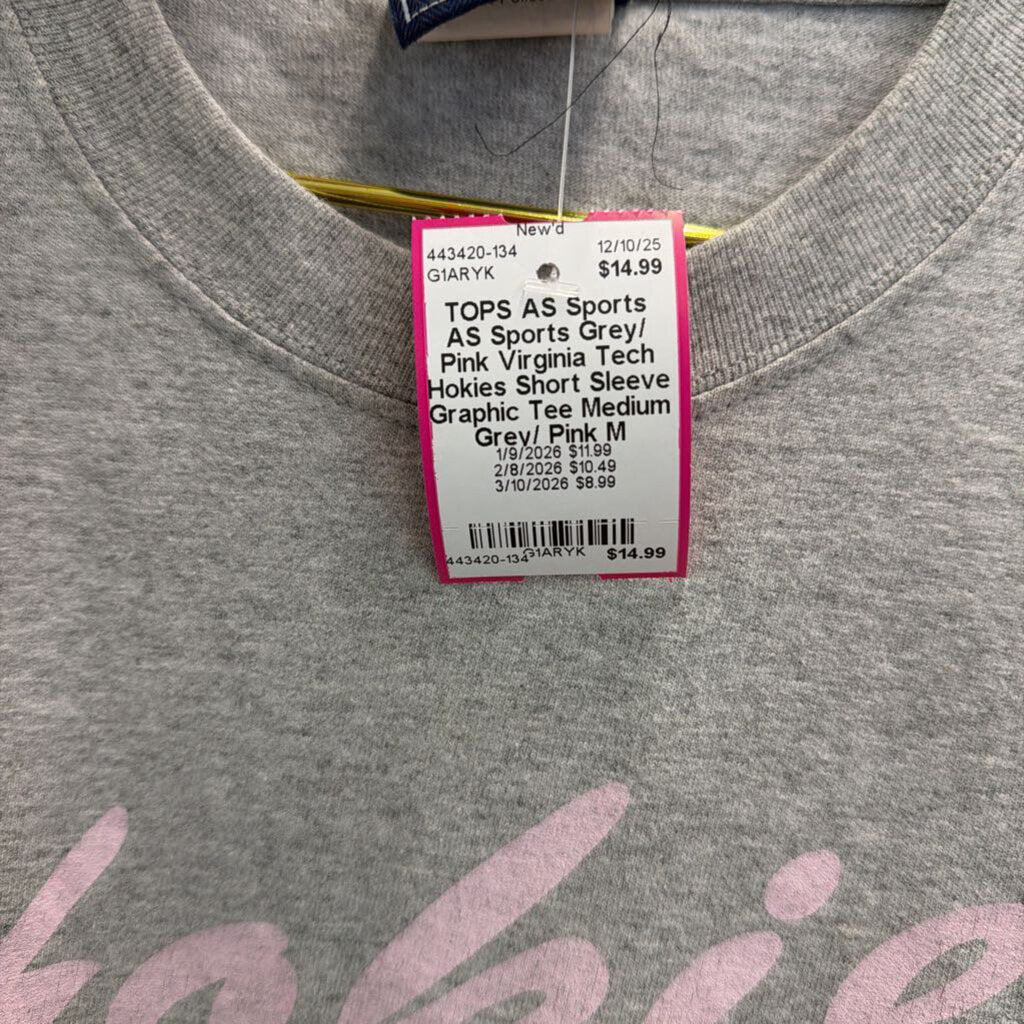 New'd
443420-134 12/10/25
G1ARYK $14.99
TOPS AS Sports
AS Sports Grey/
Pink Virginia Tech
Hokies Short Sleeve
Graphic Tee Medium
Grey/ Pink M
1/9/2026 $11.99
2/8/2026 $10.49
3/10/2026 $8.99
443420-134 G1ARYK $14.99
okie